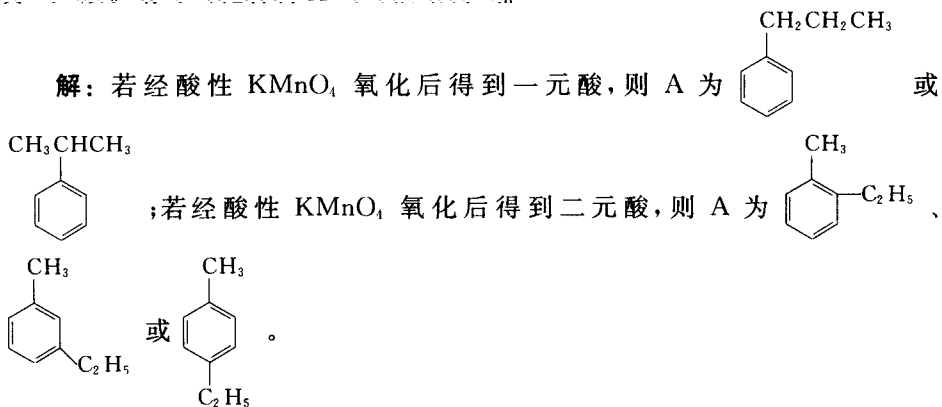 CH₂CH₂CH₃
解：若经酸性 KMnO₄ 氧化后得到一元酸，则 A 为 或
CH₃CHCH₃ CH₃
；若经酸性 KMnO₄ 氧化后得到二元酸，则 A 为 C₂H₅ 、
CH₃ CH₃
或 。
C₂H₅
C₂H₅